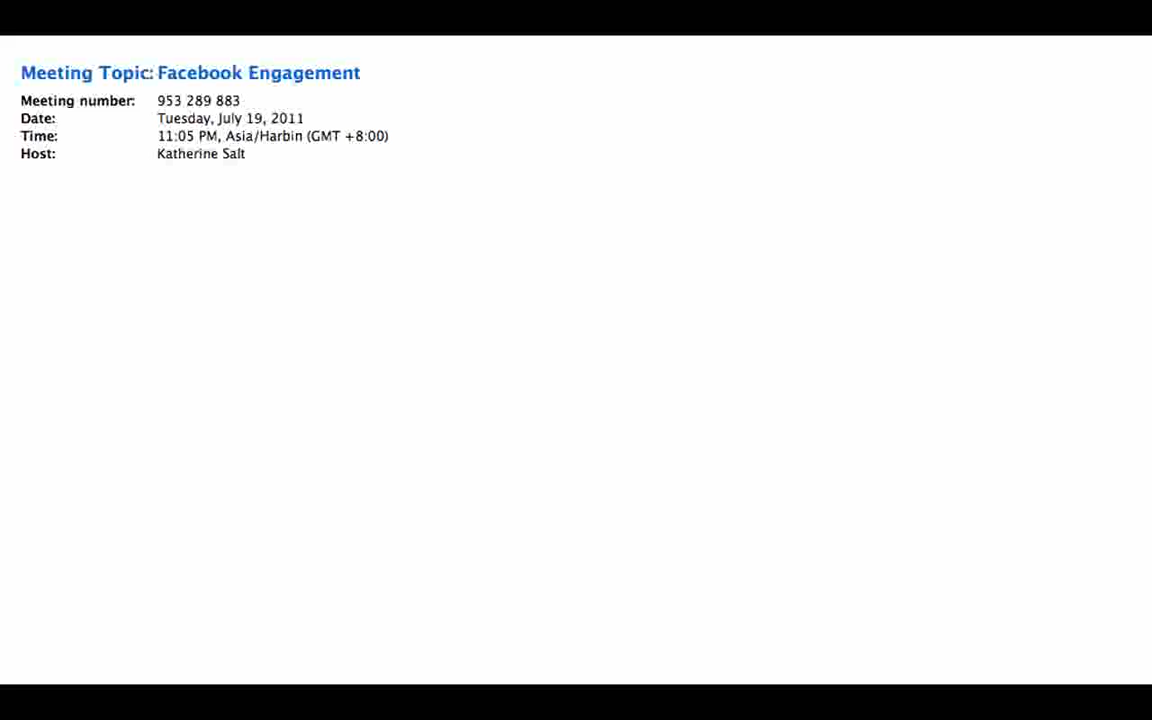 Meeting Topic: Facebook Engagement
Meeting number: 953 289 883
Date: Tuesday, July 19, 2011
Time: 11:05 PM, Asia/Harbin (GMT +8:00)
Host: Katherine Salt